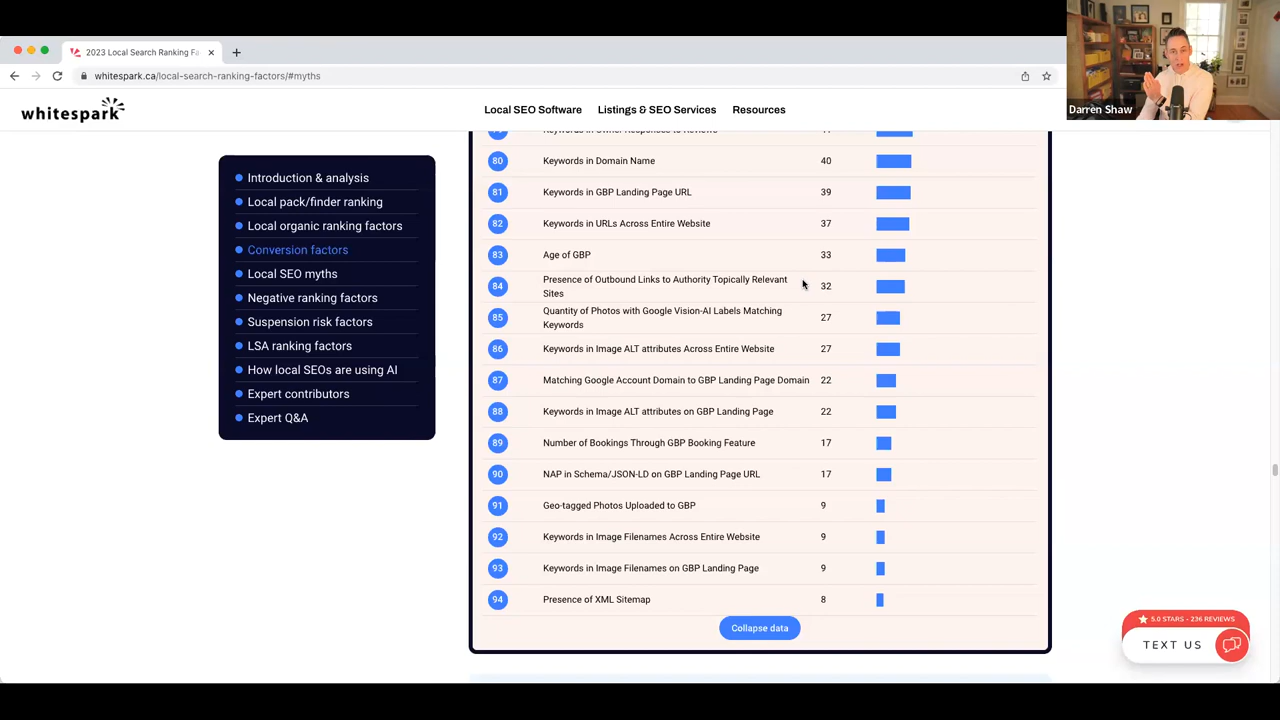 2023 Local Search Ranking Fa
whitespark.ca/local-search-ranking-factors/#myths
Darren Shaw
whitespark
Local SEO Software
Listings & SEO Services
Resources
Introduction & analysis
Local pack/finder ranking
Local organic ranking factors
Conversion factors
Local SEO myths
Negative ranking factors
Suspension risk factors
LSA ranking factors
How local SEOs are using AI
Expert contributors
Expert Q&A
Keywords in Owner Responses to Reviews
80 Keywords in Domain Name 40
81 Keywords in GBP Landing Page URL 39
82 Keywords in URLs Across Entire Website 37
83 Age of GBP 33
84 Presence of Outbound Links to Authority Topically Relevant 32
Sites
85 Quantity of Photos with Google Vision-AI Labels Matching 27
Keywords
86 Keywords in Image ALT attributes Across Entire Website 27
87 Matching Google Account Domain to GBP Landing Page Domain 22
88 Keywords in Image ALT attributes on GBP Landing Page 22
89 Number of Bookings Through GBP Booking Feature 17
90 NAP in Schema/JSON-LD on GBP Landing Page URL 17
91 Geo-tagged Photos Uploaded to GBP 9
92 Keywords in Image Filenames Across Entire Website 9
93 Keywords in Image Filenames on GBP Landing Page 9
94 Presence of XML Sitemap 8
Collapse data
5.0 STARS - 236 REVIEWS
TEXT US